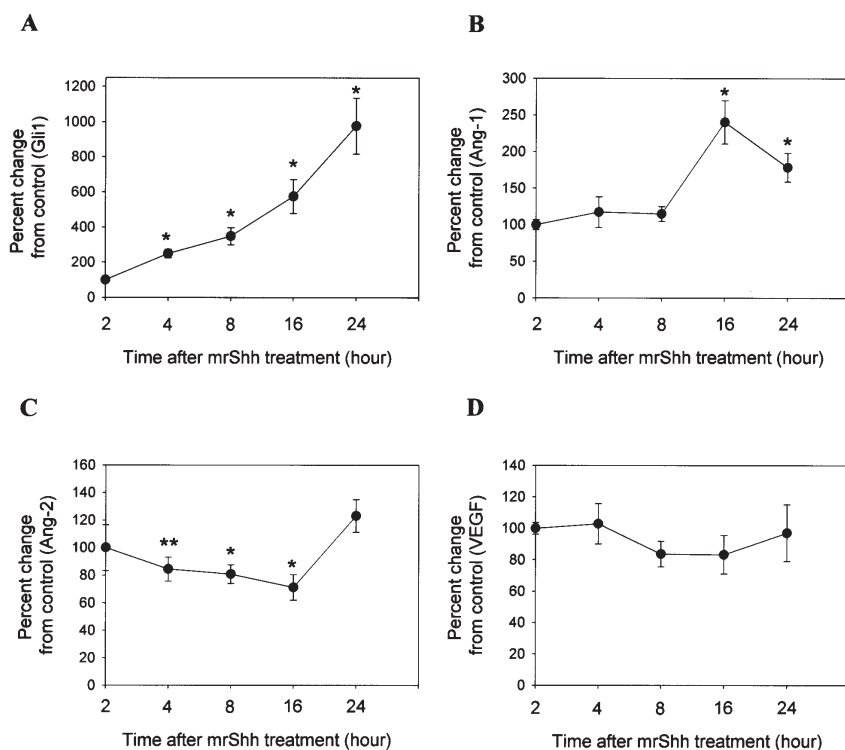 A
Percent change
from control (Gli1)
1200
1000
800
600
400
200
0
*
*
*
*
2 4 8 16 24
Time after mrShh treatment (hour)
B
Percent change
from control (Ang-1)
300
250
200
150
100
50
0
*
*
2 4 8 16 24
Time after mrShh treatment (hour)
C
Percent change
from control (Ang-2)
160
140
120
100
80
60
40
20
0
**
*
*
2 4 8 16 24
Time after mrShh treatment (hour)
D
Percent change
from control (VEGF)
140
120
100
80
60
40
20
0
2 4 8 16 24
Time after mrShh treatment (hour)